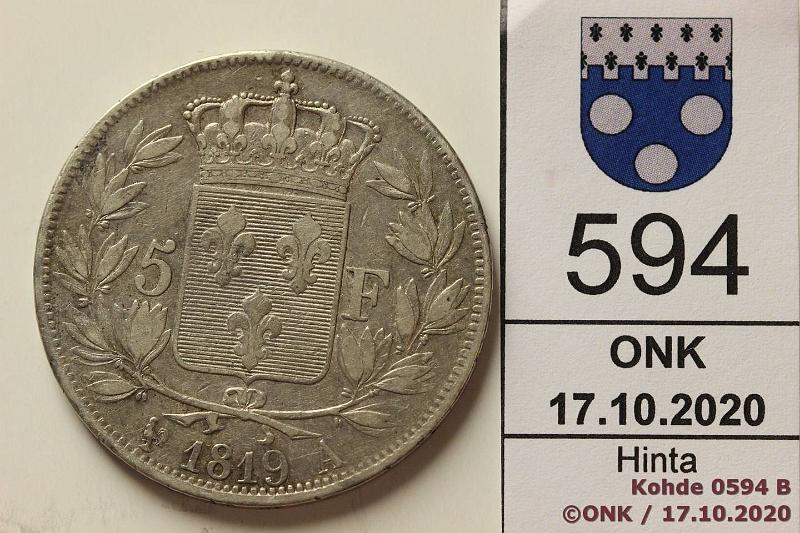 5 F
1819 A
594
ONK
17.10.2020
Hinta
Kohde 0594 B
©ONK / 17.10.2020